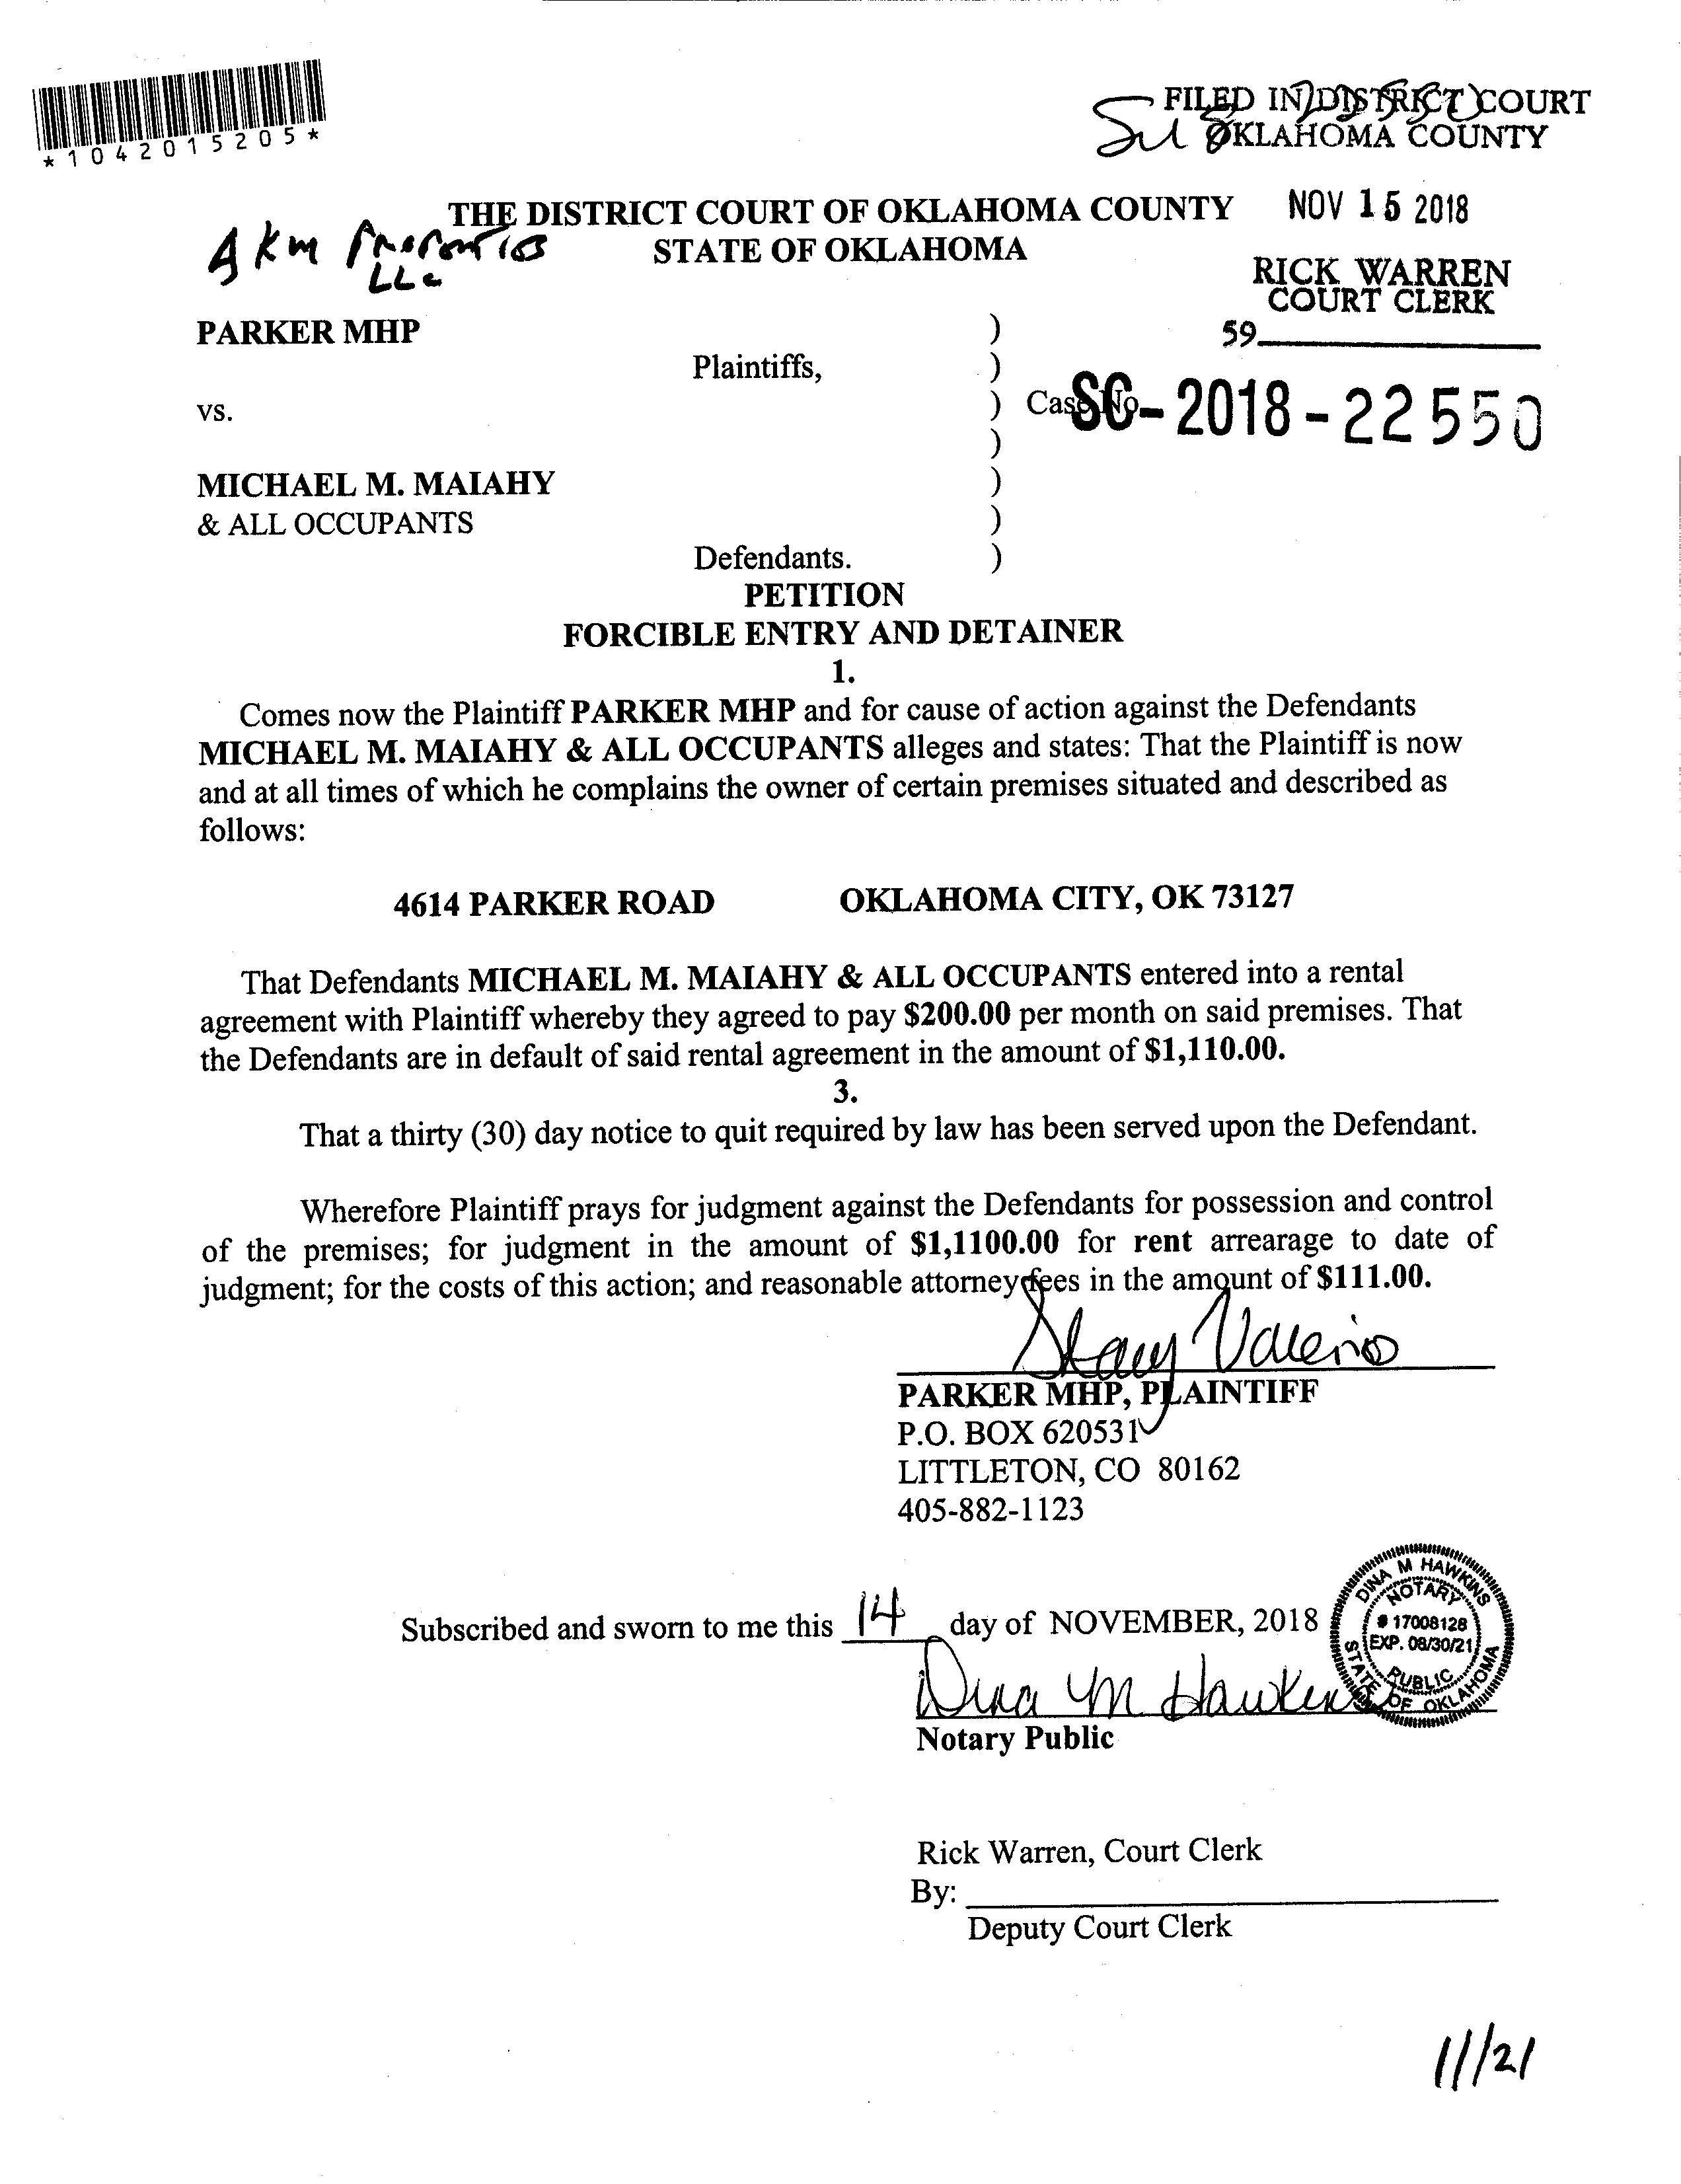 *1042015205*
FILED IN DISTRICT COURT
OKLAHOMA COUNTY
THE DISTRICT COURT OF OKLAHOMA COUNTY
STATE OF OKLAHOMA
NOV 15 2018
AKM
LLC
RICK WARREN
COURT CLERK
59
PARKER MHP )
Plaintiffs, )
vs. ) Case No SC-2018-22550
)
MICHAEL M. MAIAHY )
& ALL OCCUPANTS )
Defendants. )
PETITION
FORCIBLE ENTRY AND DETAINER
1.
Comes now the Plaintiff PARKER MHP and for cause of action against the Defendants
MICHAEL M. MAIAHY & ALL OCCUPANTS alleges and states: That the Plaintiff is now
and at all times of which he complains the owner of certain premises situated and described as
follows:
4614 PARKER ROAD OKLAHOMA CITY, OK 73127
That Defendants MICHAEL M. MAIAHY & ALL OCCUPANTS entered into a rental
agreement with Plaintiff whereby they agreed to pay $200.00 per month on said premises. That
the Defendants are in default of said rental agreement in the amount of $1,110.00.
3.
That a thirty (30) day notice to quit required by law has been served upon the Defendant.
Wherefore Plaintiff prays for judgment against the Defendants for possession and control
of the premises; for judgment in the amount of $1,1100.00 for rent arrearage to date of
judgment; for the costs of this action; and reasonable attorney fees in the amount of $111.00.
Stacy Valerio
PARKER MHP, PLAINTIFF
P.O. BOX 620531
LITTLETON, CO 80162
405-882-1123
Subscribed and sworn to me this 14 day of NOVEMBER, 2018
DINA M HAWKINS
NOTARY
# 17008128
EXP. 08/30/21
PUBLIC
STATE OF OKLAHOMA
Dina M Hawkins
Notary Public
Rick Warren, Court Clerk
By:
Deputy Court Clerk
11/21